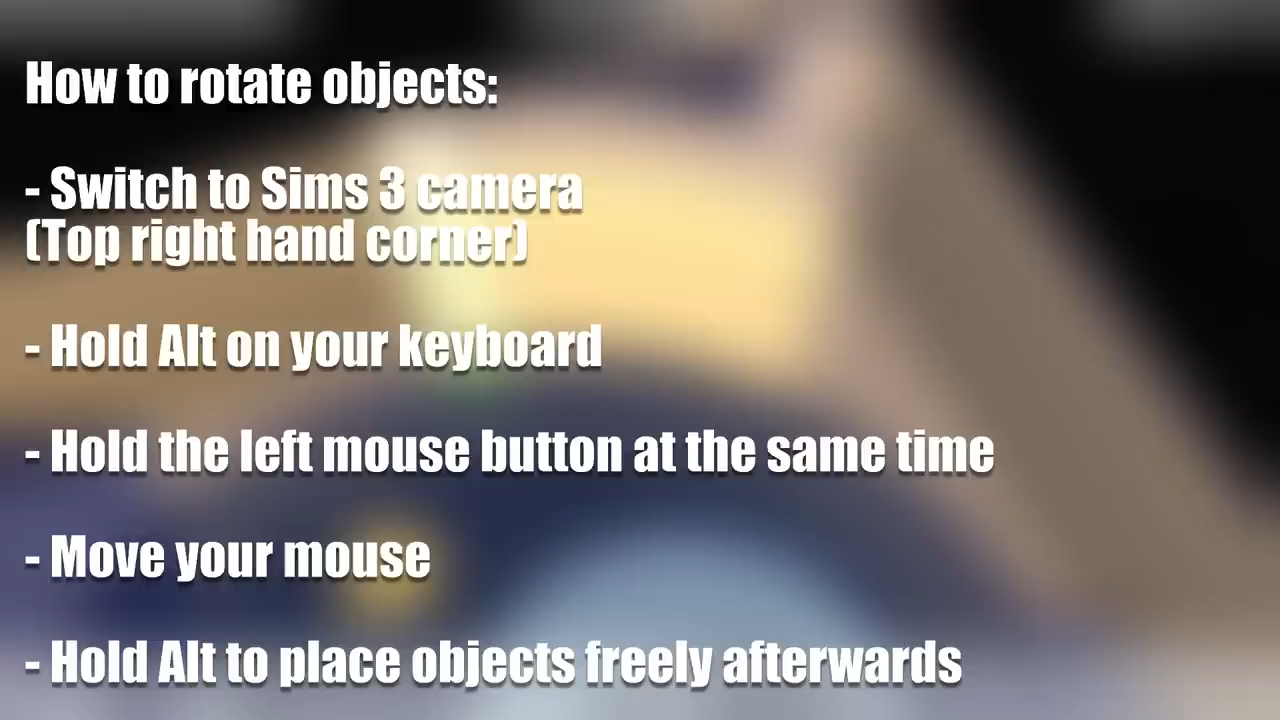 How to rotate objects:
- Switch to Sims 3 camera
(Top right hand corner)
- Hold Alt on your keyboard
- Hold the left mouse button at the same time
- Move your mouse
- Hold Alt to place objects freely afterwards